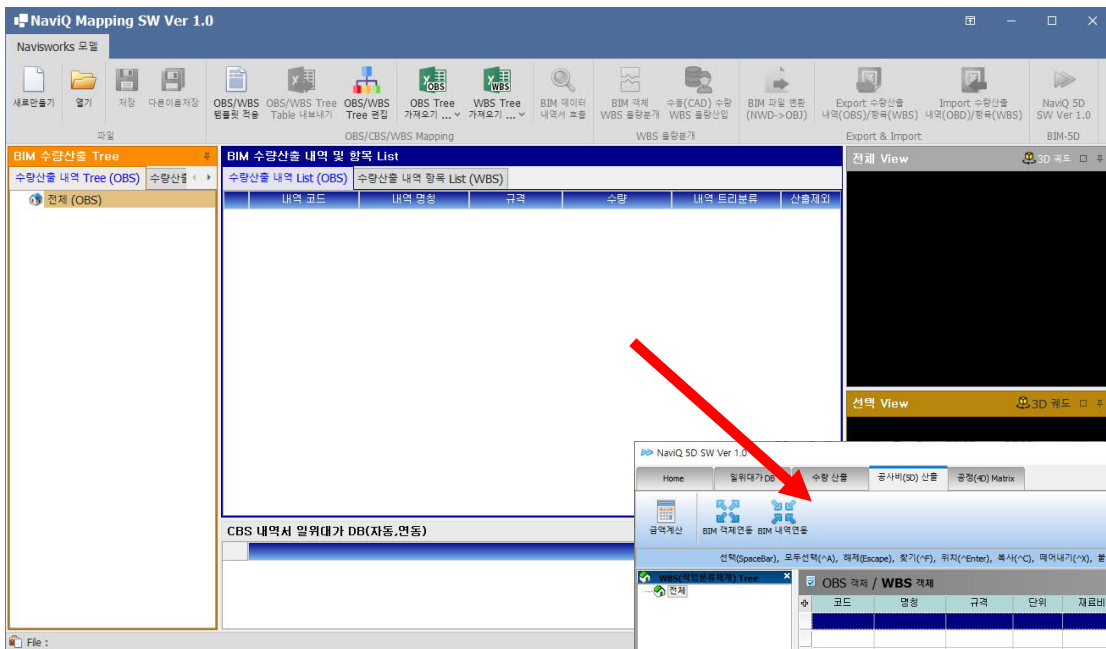 NaviQ Mapping SW Ver 1.0
Navisworks 모델
새로만들기 열기 저장 다른이름저장
OBS/WBS 템플릿 적용
OBS/WBS Tree Table 내보내기
OBS/WBS Tree 편집
OBS Tree 가져오기 ...
WBS Tree 가져오기 ...
BIM 데이터 내역서 호출
BIM 객체 WBS 물량분개
수동(CAD) 수량 WBS 물량산입
BIM 파일 변환 (NWD->OBJ)
Export 수량산출 내역(OBS)/항목(WBS)
Import 수량산출 내역(OBD)/항목(WBS)
NaviQ 5D SW Ver 1.0
파일 OBS/CBS/WBS Mapping WBS 물량분개 Export & Import BIM-5D
BIM 수량산출 Tree
수량산출 내역 Tree (OBS) 수량산출
전체 (OBS)
BIM 수량산출 내역 및 항목 List
수량산출 내역 List (OBS) 수량산출 내역 항목 List (WBS)
내역 코드 내역 명칭 규격 수량 내역 트리분류 산출제외
전체 View 3D 궤도
선택 View 3D 궤도
CBS 내역서 일위대가 DB(자동,연동)
File :
NaviQ 5D SW Ver 1.0
Home 일위대가 DB 수량 산출 공사비(5D) 산출 공정(4D) Matrix
금액계산 BIM 객체연동 BIM 내역연동
선택(SpaceBar), 모두선택(^A), 해제(Escape), 찾기(^F), 위치(^Enter), 복사(^C), 떼어내기(^X),
WBS(작업분류체계) Tree
전체
OBS 객체 / WBS 객체
코드 명칭 규격 단위 재료비